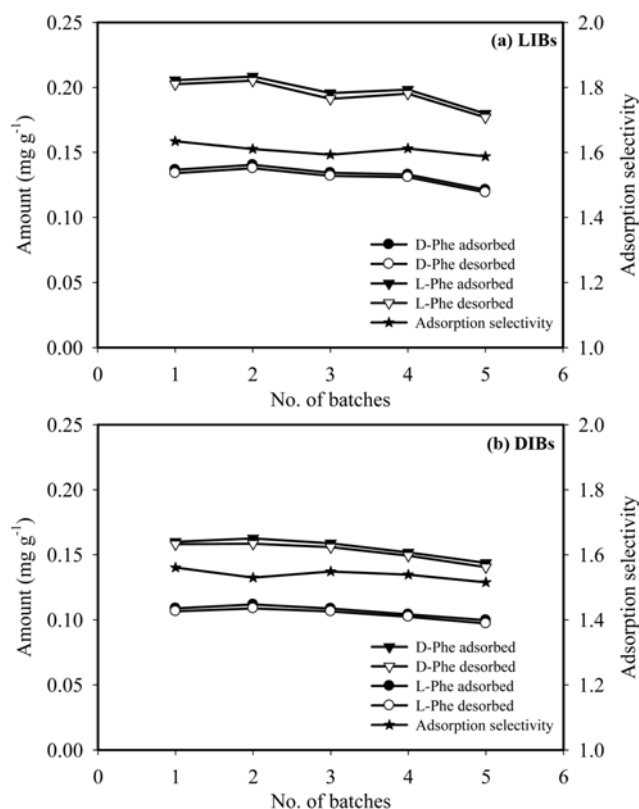 (a) LIBs
Amount (mg g⁻¹)
0.25
0.20
0.15
0.10
0.05
0.00
2.0
1.8
1.6
1.4
1.2
1.0
Adsorption selectivity
D-Phe adsorbed
D-Phe desorbed
L-Phe adsorbed
L-Phe desorbed
Adsorption selectivity
0 1 2 3 4 5 6
No. of batches
(b) DIBs
Amount (mg g⁻¹)
0.25
0.20
0.15
0.10
0.05
0.00
2.0
1.8
1.6
1.4
1.2
1.0
Adsorption selectivity
D-Phe adsorbed
D-Phe desorbed
L-Phe adsorbed
L-Phe desorbed
Adsorption selectivity
0 1 2 3 4 5 6
No. of batches